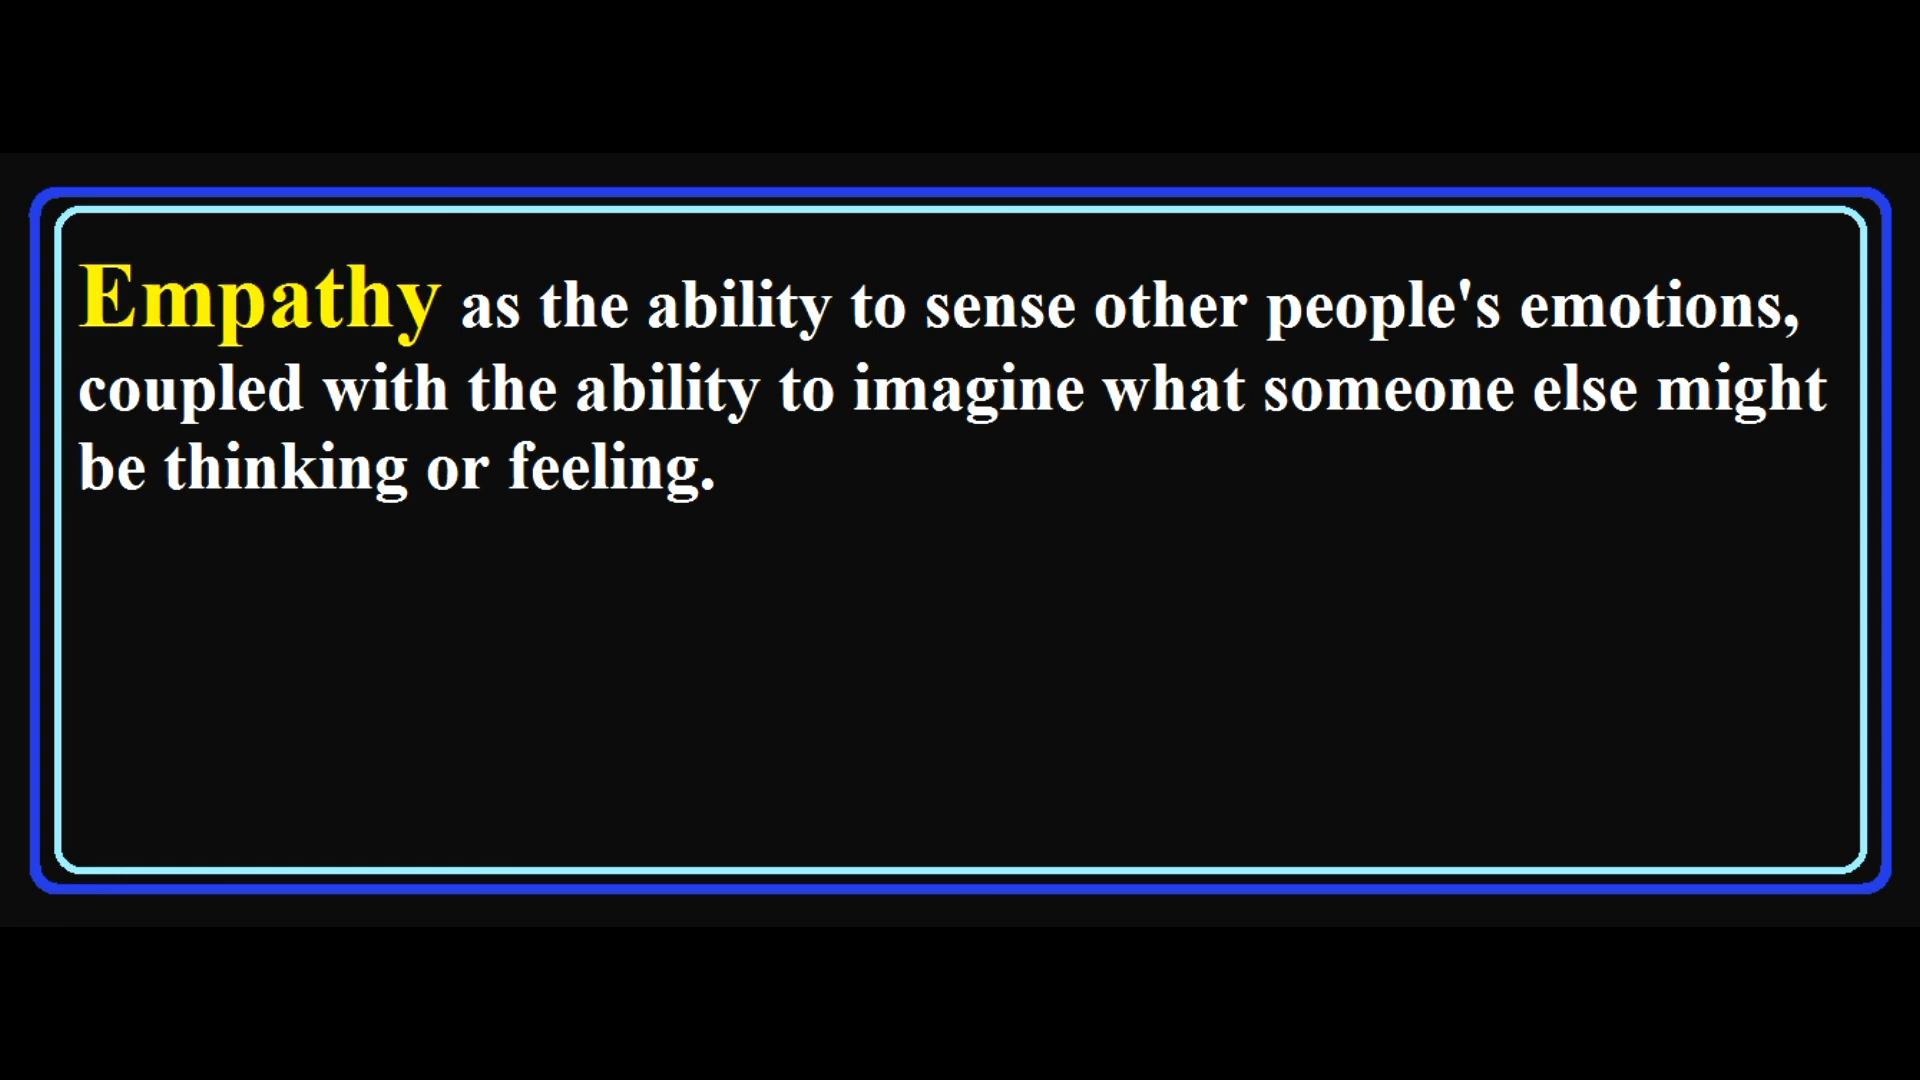 Empathy as the ability to sense other people's emotions,
coupled with the ability to imagine what someone else might
be thinking or feeling.